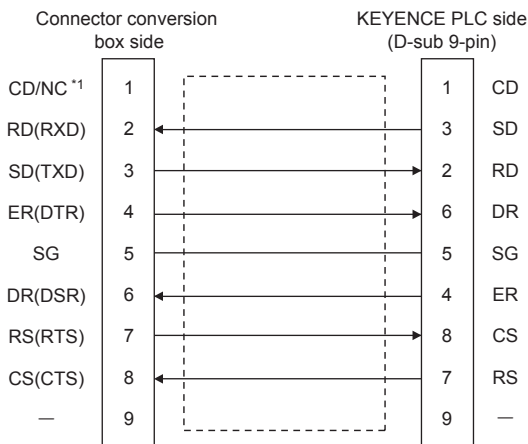 Connector conversion
box side
KEYENCE PLC side
(D-sub 9-pin)
CD/NC *1 1 1 CD
RD(RXD) 2 3 SD
SD(TXD) 3 2 RD
ER(DTR) 4 6 DR
SG 5 5 SG
DR(DSR) 6 4 ER
RS(RTS) 7 8 CS
CS(CTS) 8 7 RS
— 9 9 —